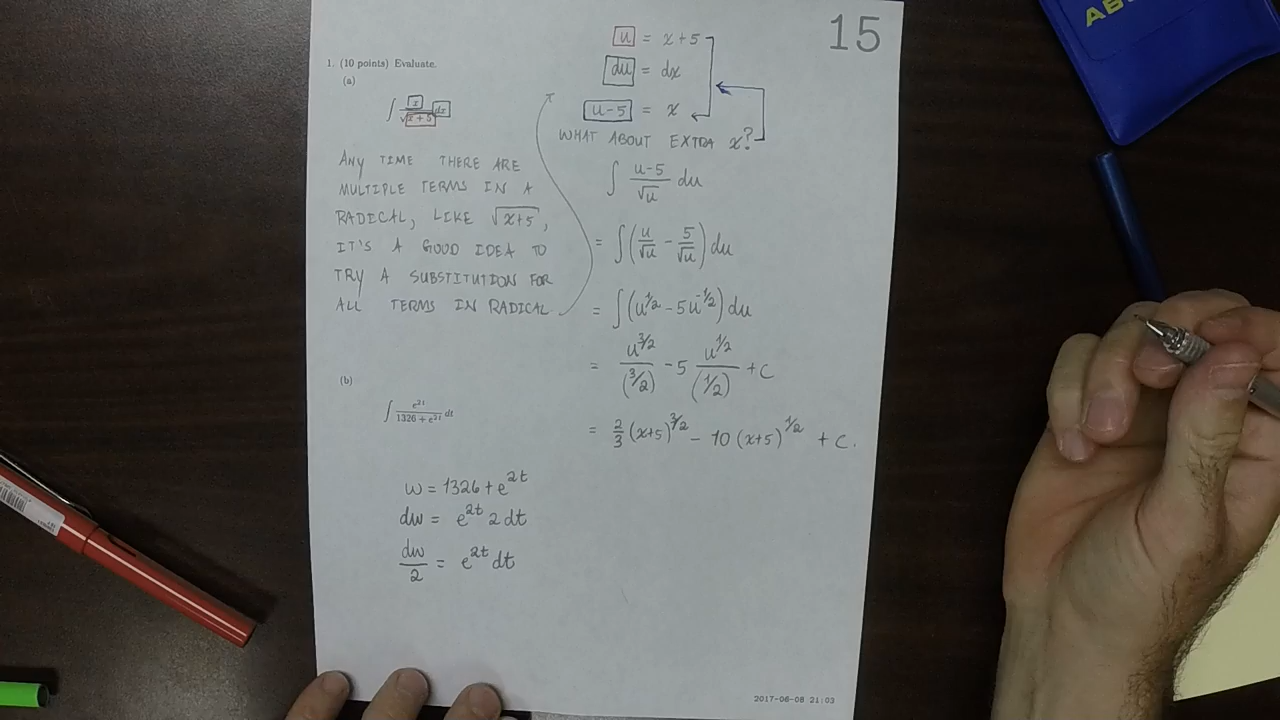 15
1. (10 points) Evaluate.
(a)
∫ x/√(x + 5) dx
ANY TIME THERE ARE
MULTIPLE TERMS IN A
RADICAL, LIKE √(x+5),
IT'S A GOOD IDEA TO
TRY A SUBSTITUTION FOR
ALL TERMS IN RADICAL
u = x+5
du = dx
u-5 = x
WHAT ABOUT EXTRA x?
∫ (u-5)/√u du
= ∫(u/√u - 5/√u) du
= ∫(u^(1/2) - 5u^(-1/2)) du
= u^(3/2)/(3/2) - 5 u^(1/2)/(1/2) + C
= 2/3 (x+5)^(3/2) - 10 (x+5)^(1/2) + C.
(b)
∫ e^(2t)/(1326 + e^(2t)) dt
w = 1326 + e^(2t)
dw = e^(2t) 2 dt
dw/2 = e^(2t) dt
2017-06-08 21:03